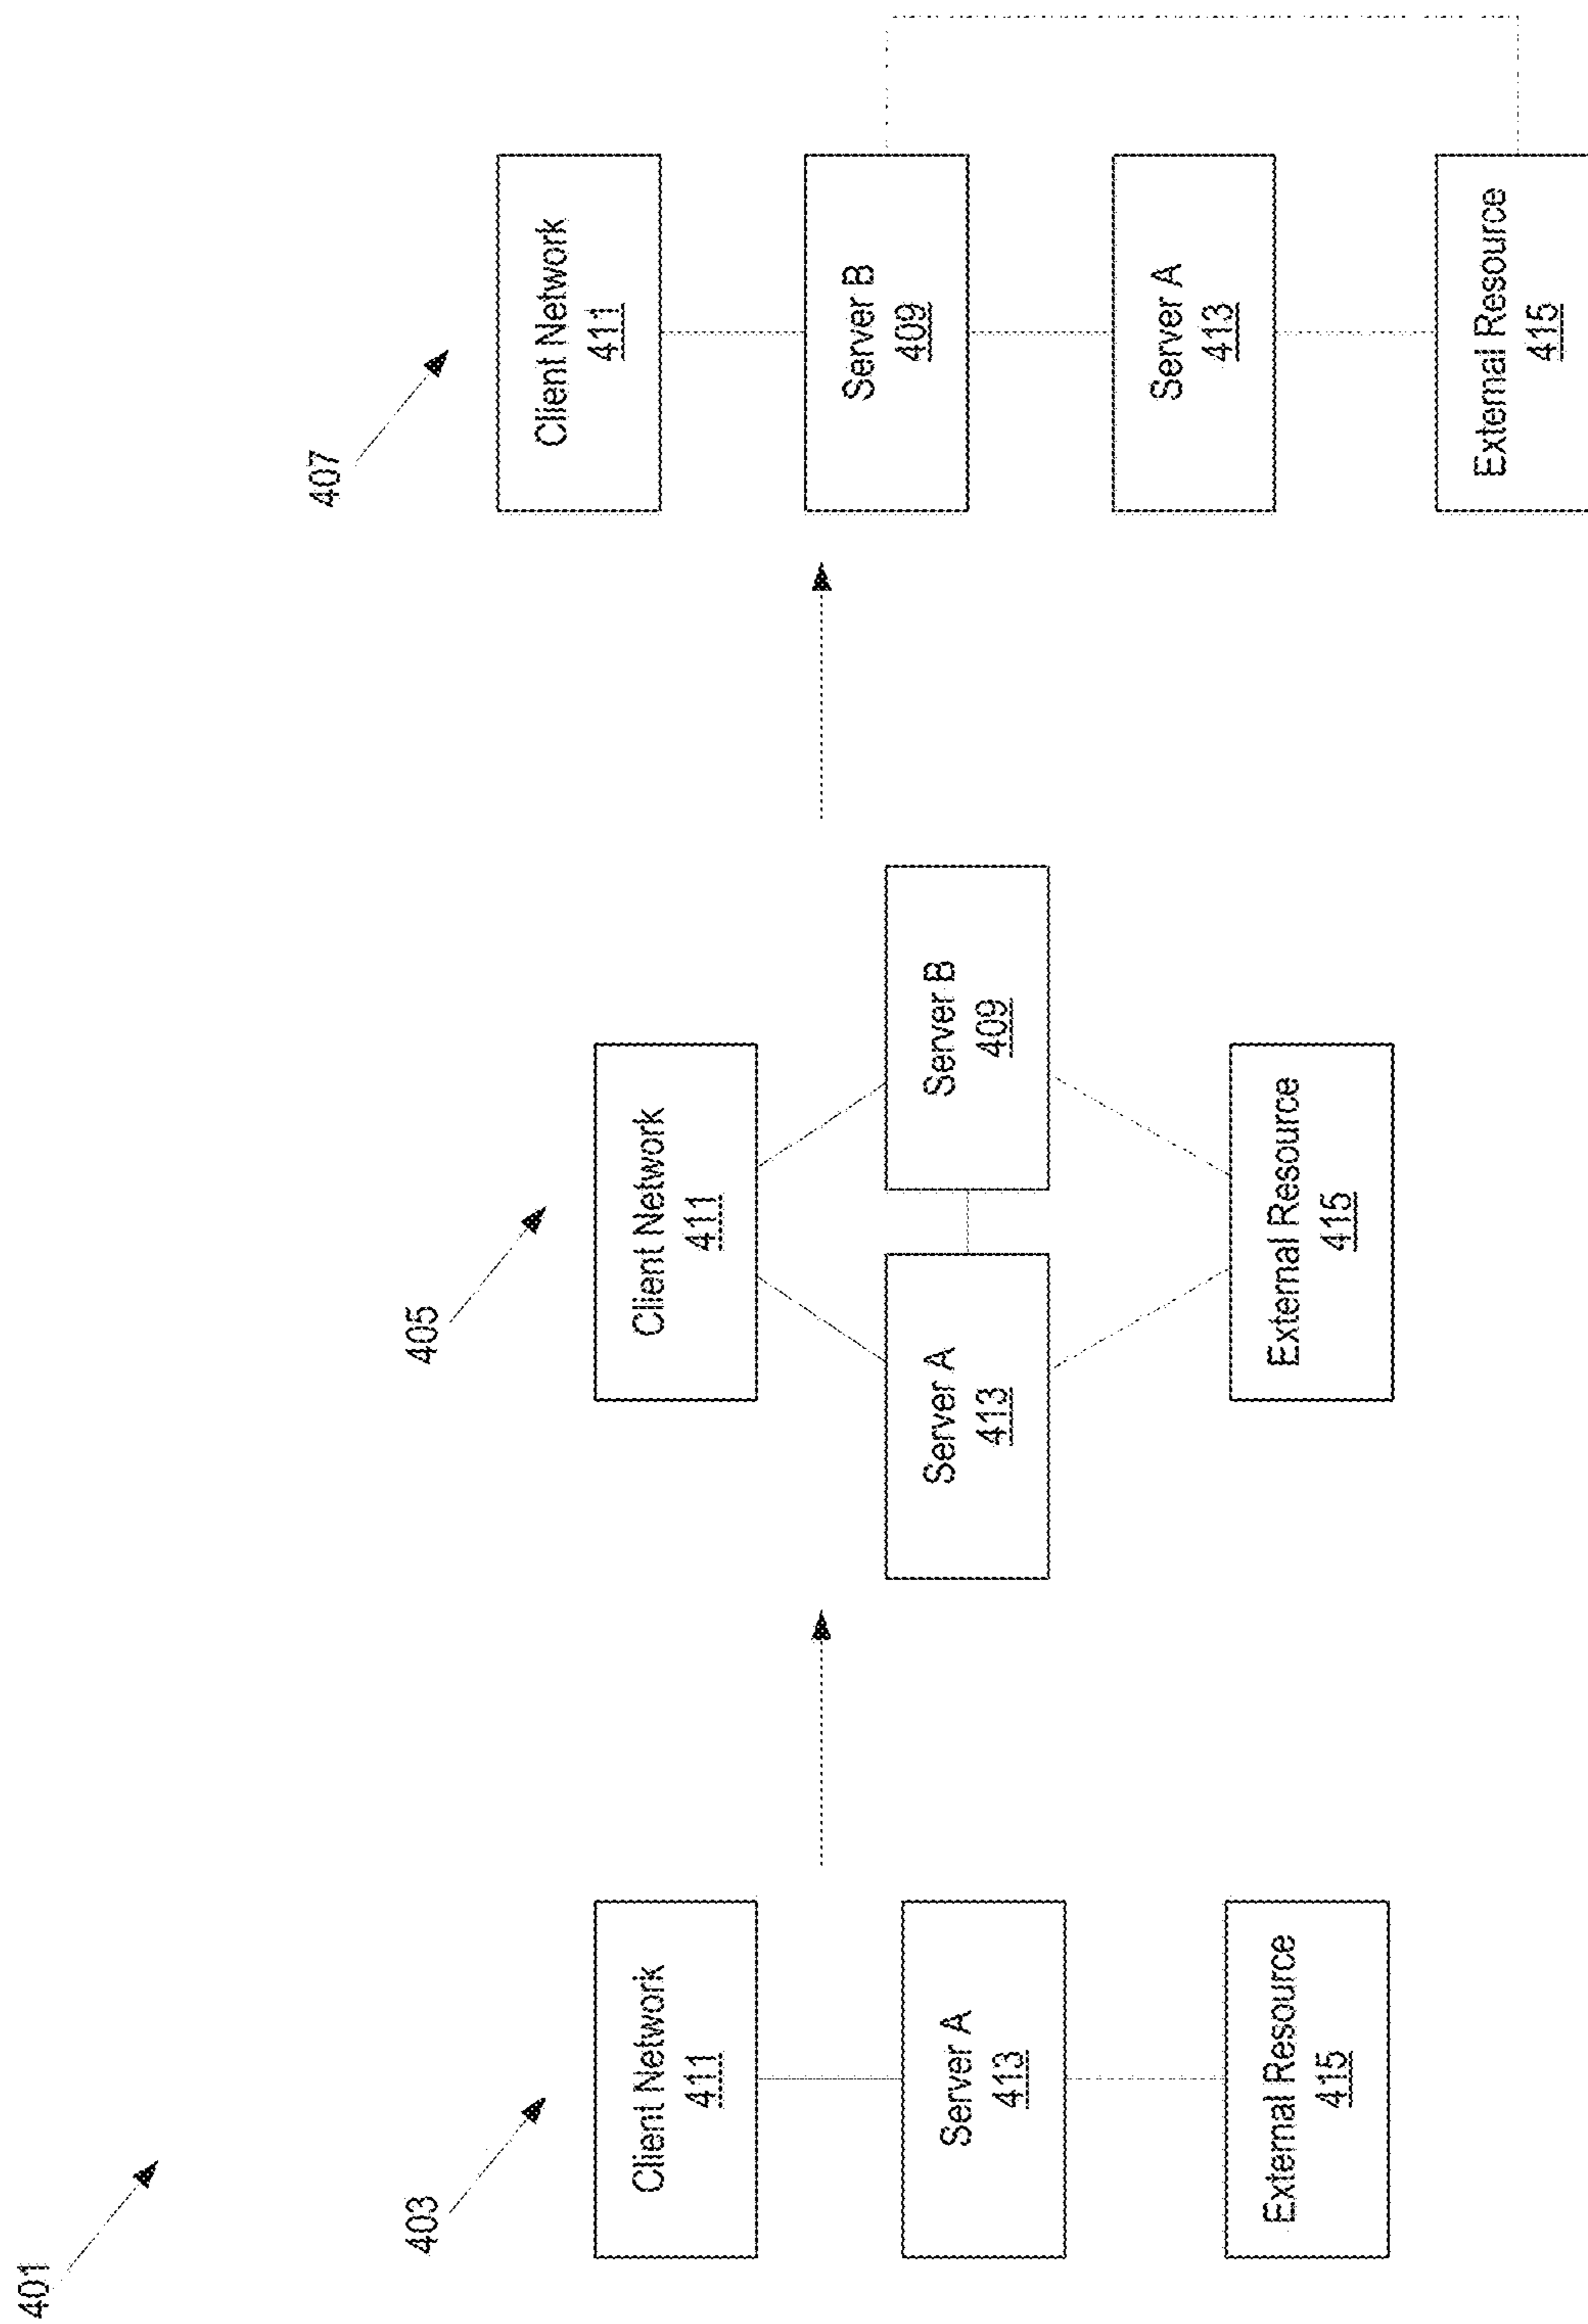 401
403
Client Network
411
Server A
413
External Resource
415
405
Client Network
411
Server A
413
Server B
409
External Resource
415
407
Client Network
411
Server B
409
Server A
413
External Resource
415